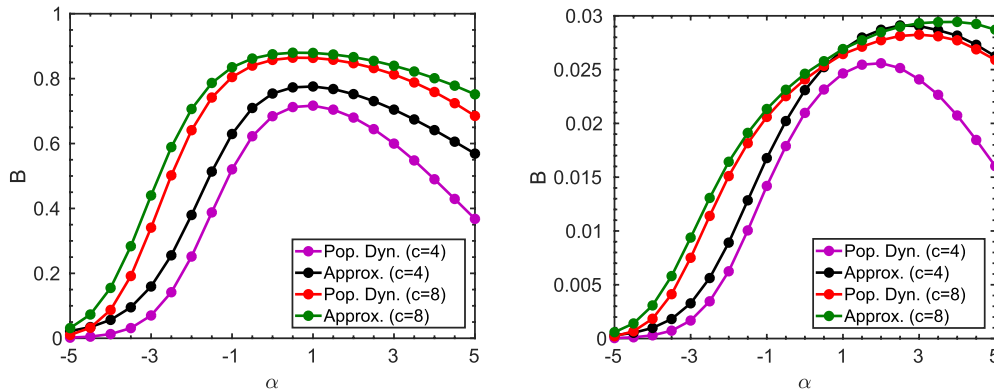 1
0.8
0.6
0.4
0.2
0
B
-5 -3 -1 1 3 5
α
Pop. Dyn. (c=4)
Approx. (c=4)
Pop. Dyn. (c=8)
Approx. (c=8)
0.03
0.025
0.02
0.015
0.01
0.005
0
B
-5 -3 -1 1 3 5
α
Pop. Dyn. (c=4)
Approx. (c=4)
Pop. Dyn. (c=8)
Approx. (c=8)